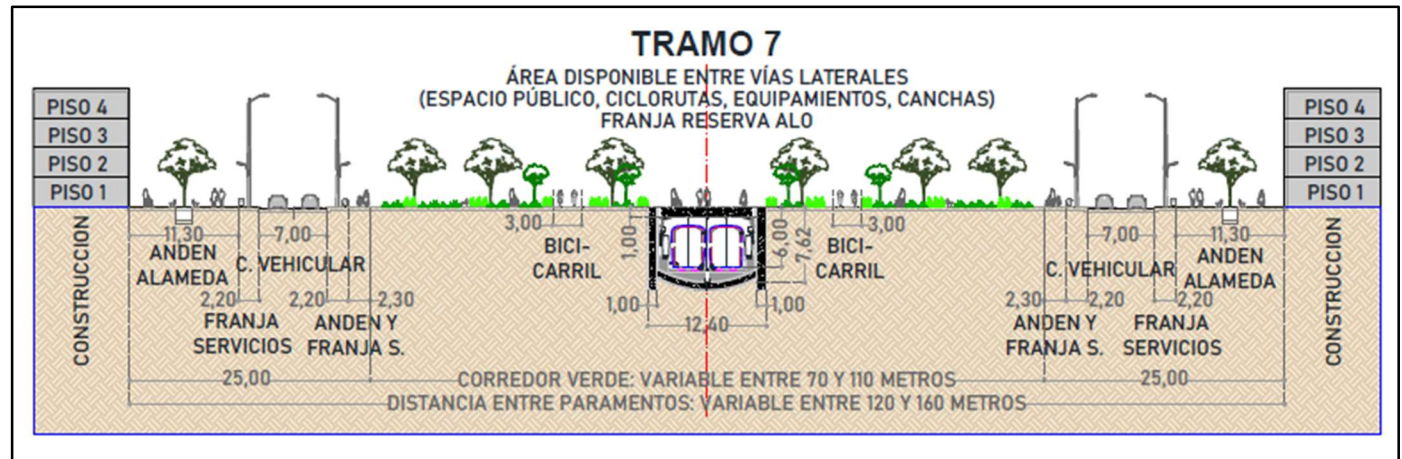 TRAMO 7
ÁREA DISPONIBLE ENTRE VÍAS LATERALES
(ESPACIO PÚBLICO, CICLORUTAS, EQUIPAMIENTOS, CANCHAS)
FRANJA RESERVA ALO
PISO 4
PISO 3
PISO 2
PISO 1
PISO 4
PISO 3
PISO 2
PISO 1
CONSTRUCCION
11,30
ANDEN
ALAMEDA
7,00
C. VEHICULAR
2,20
FRANJA
SERVICIOS
2,20
2,30
ANDEN Y
FRANJA S.
25,00
3,00
BICI-
CARRIL
1,00
6,00
7,62
1,00
1,00
12,40
3,00
BICI-
CARRIL
7,00
C. VEHICULAR
11,30
ANDEN
ALAMEDA
2,30
2,20
ANDEN Y
FRANJA S.
2,20
FRANJA
SERVICIOS
25,00
CONSTRUCCION
CORREDOR VERDE: VARIABLE ENTRE 70 Y 110 METROS
DISTANCIA ENTRE PARAMENTOS: VARIABLE ENTRE 120 Y 160 METROS